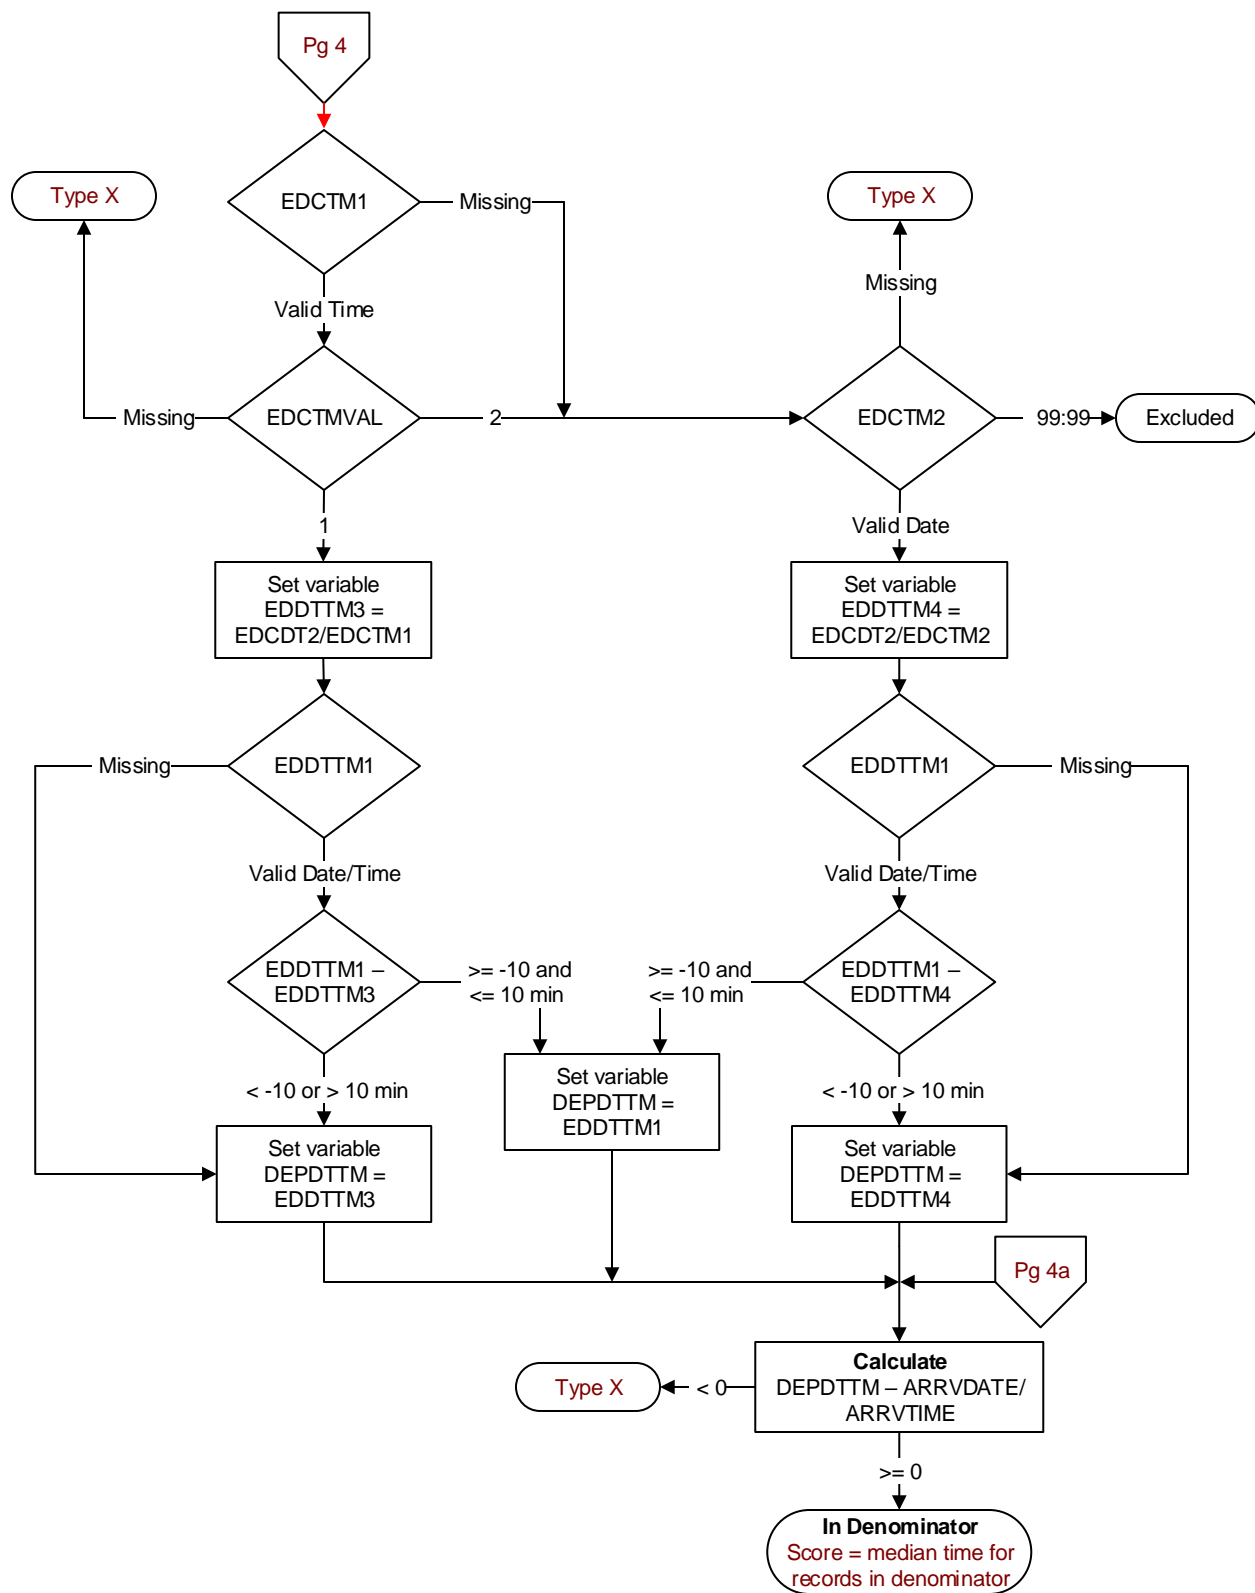 Pg 4
Type X
EDCTM1
Missing
Type X
Missing
Valid Time
Missing
EDCTMVAL
2
EDCTM2
99:99
Excluded
1
Valid Date
Set variable
EDDTTM3 =
EDCDT2/EDCTM1
Set variable
EDDTTM4 =
EDCDT2/EDCTM2
Missing
EDDTTM1
EDDTTM1
Missing
Valid Date/Time
Valid Date/Time
EDDTTM1 –
EDDTTM3
>= -10 and
<= 10 min
>= -10 and
<= 10 min
EDDTTM1 –
EDDTTM4
< -10 or > 10 min
Set variable
DEPDTTM =
EDDTTM1
< -10 or > 10 min
Set variable
DEPDTTM =
EDDTTM3
Set variable
DEPDTTM =
EDDTTM4
Pg 4a
Type X
< 0
Calculate
DEPDTTM – ARRVDATE/
ARRVTIME
>= 0
In Denominator
Score = median time for
records in denominator